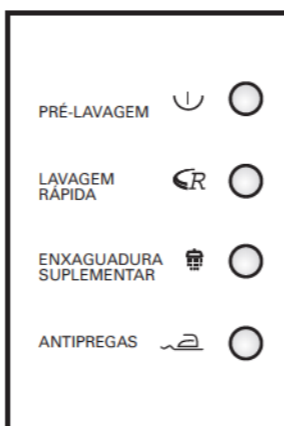 PRÉ-LAVAGEM
LAVAGEM
RÁPIDA
R
ENXAGUADURA
SUPLEMENTAR
ANTIPREGAS